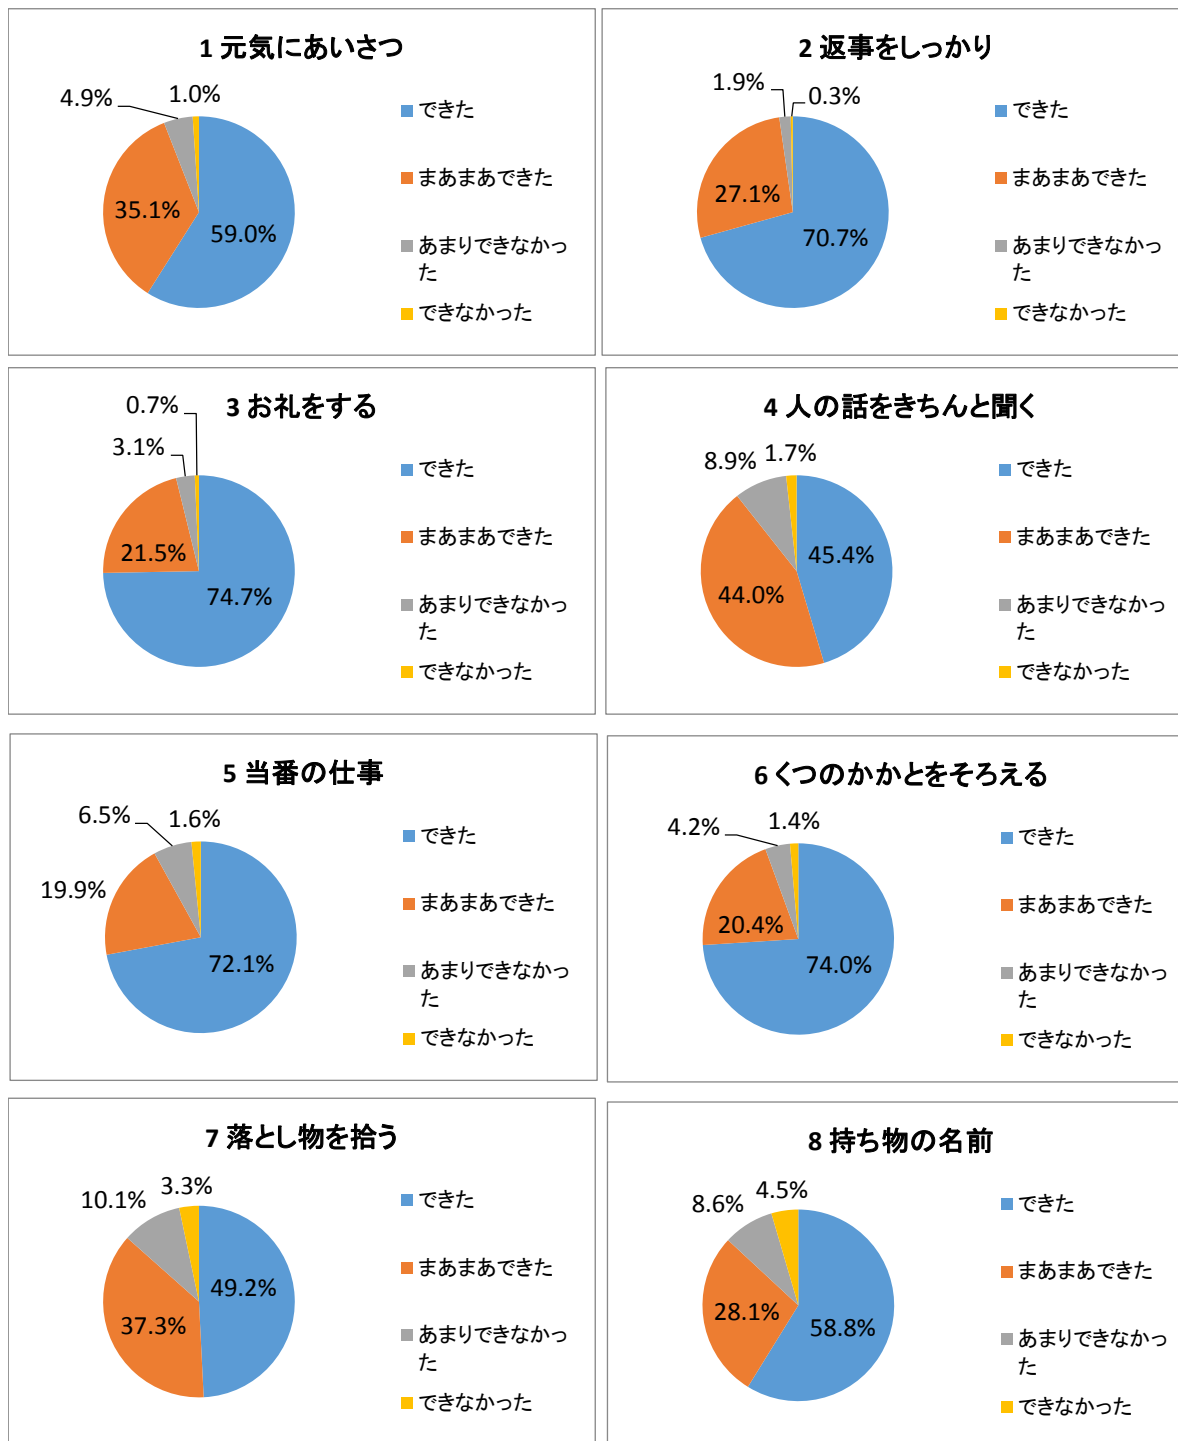 1 元気にあいさつ
4.9%
1.0%
35.1%
59.0%
できた
まあまあできた
あまりできなかっ
た
できなかった
2 返事をしっかり
1.9%
0.3%
27.1%
70.7%
できた
まあまあできた
あまりできなかっ
た
できなかった
3 お礼をする
0.7%
3.1%
21.5%
74.7%
できた
まあまあできた
あまりできなかっ
た
できなかった
4 人の話をきちんと聞く
8.9%
1.7%
45.4%
44.0%
できた
まあまあできた
あまりできなかっ
た
できなかった
5 当番の仕事
6.5%
1.6%
19.9%
72.1%
できた
まあまあできた
あまりできなかっ
た
できなかった
6 くつのかかとをそろえる
4.2%
1.4%
20.4%
74.0%
できた
まあまあできた
あまりできなかっ
た
できなかった
7 落とし物を拾う
10.1%
3.3%
49.2%
37.3%
できた
まあまあできた
あまりできなかっ
た
できなかった
8 持ち物の名前
8.6%
4.5%
28.1%
58.8%
できた
まあまあできた
あまりできなかっ
た
できなかった